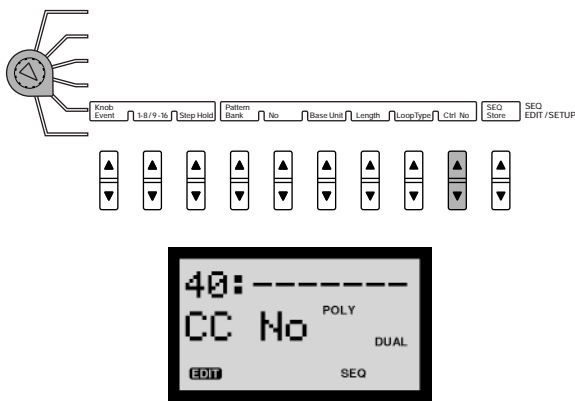 Knob Pattern SEQ SEQ
Event 1-8 / 9 -16 Step Hold Bank No Base Unit Length LoopType Ctrl No Store EDIT / SETUP
40:-------
CC No POLY
DUAL
EDIT SEQ